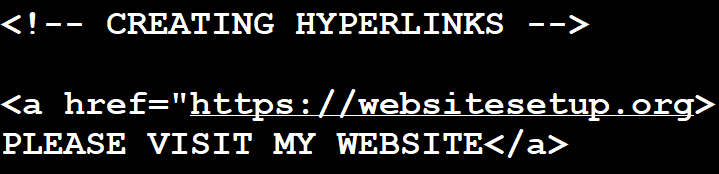 <!-- CREATING HYPERLINKS -->
<a href="https://websitesetup.org>
PLEASE VISIT MY WEBSITE</a>